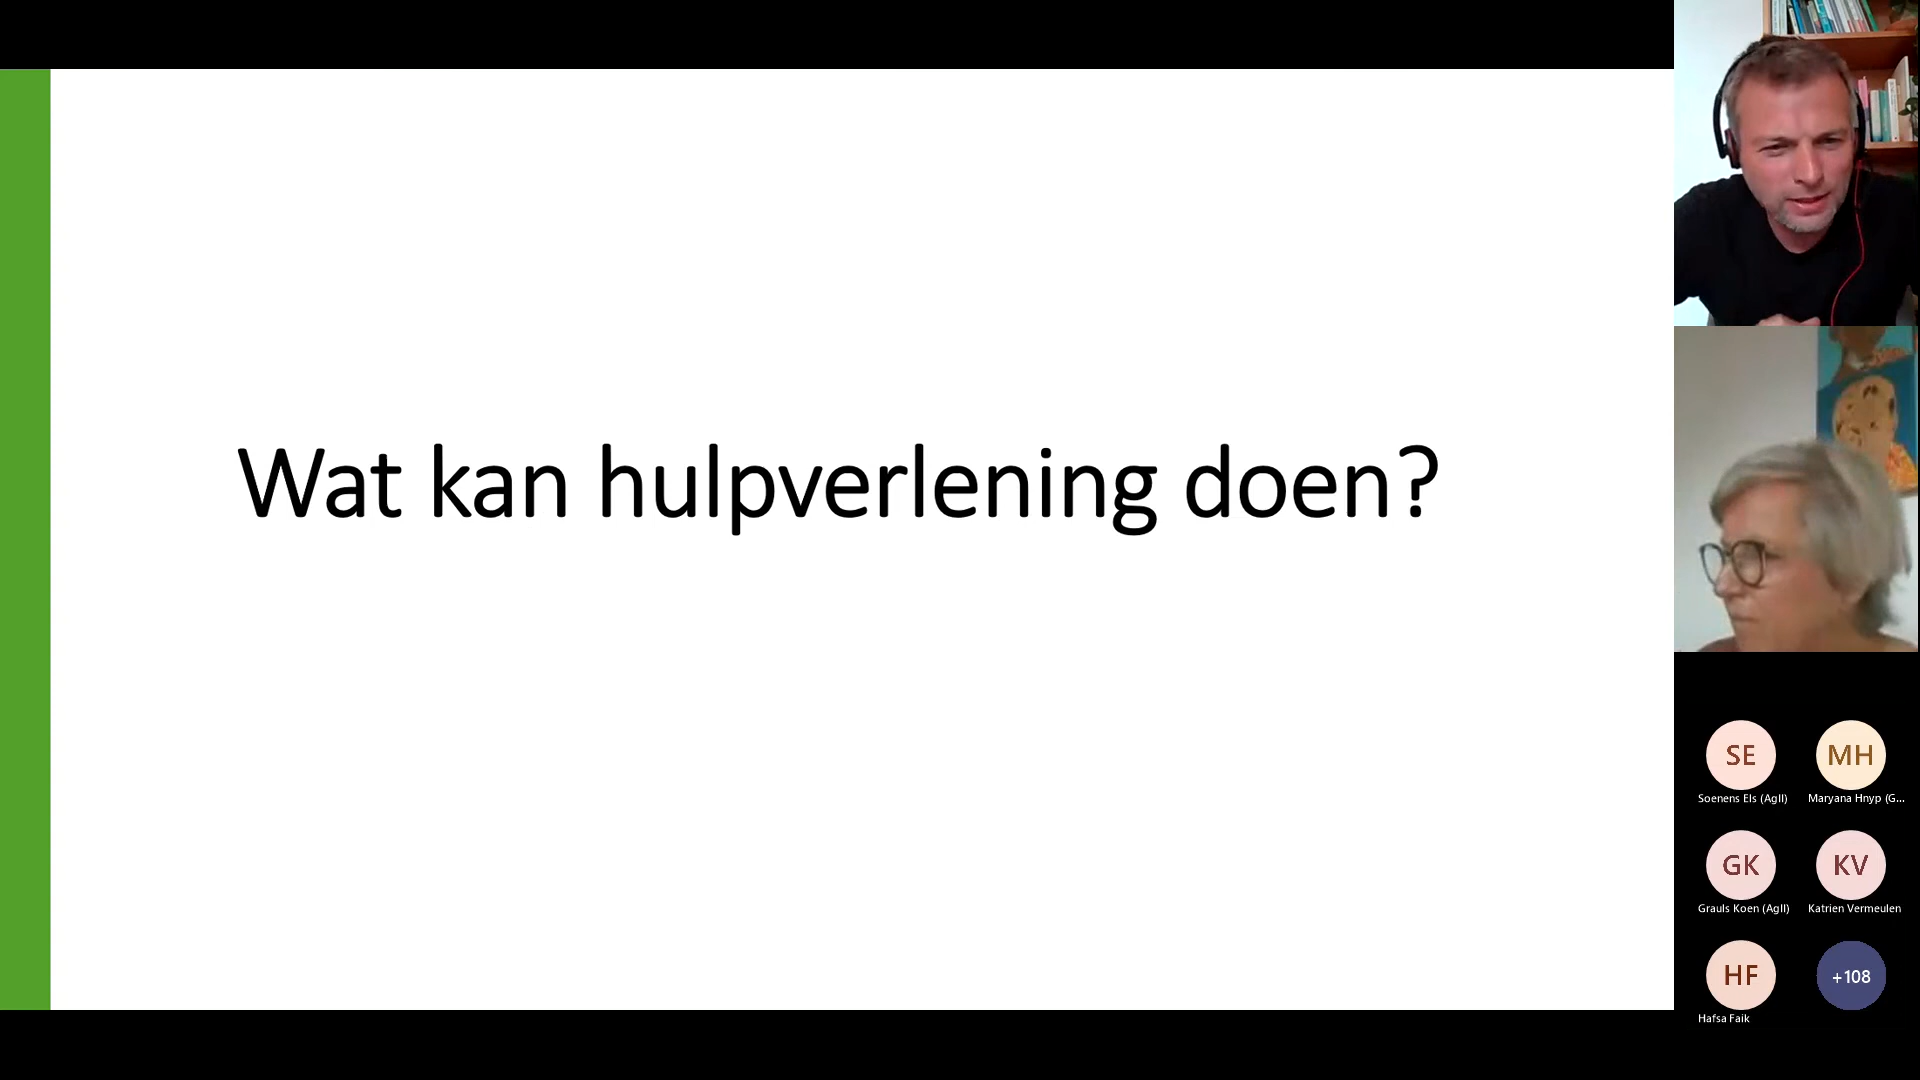 Wat kan hulpverlening doen?
SE
MH
Soenens Els (AgII)
Maryana Hnyp (G...
GK
KV
Grauls Koen (AgII)
Katrien Vermeulen
HF
+108
Hafsa Faik